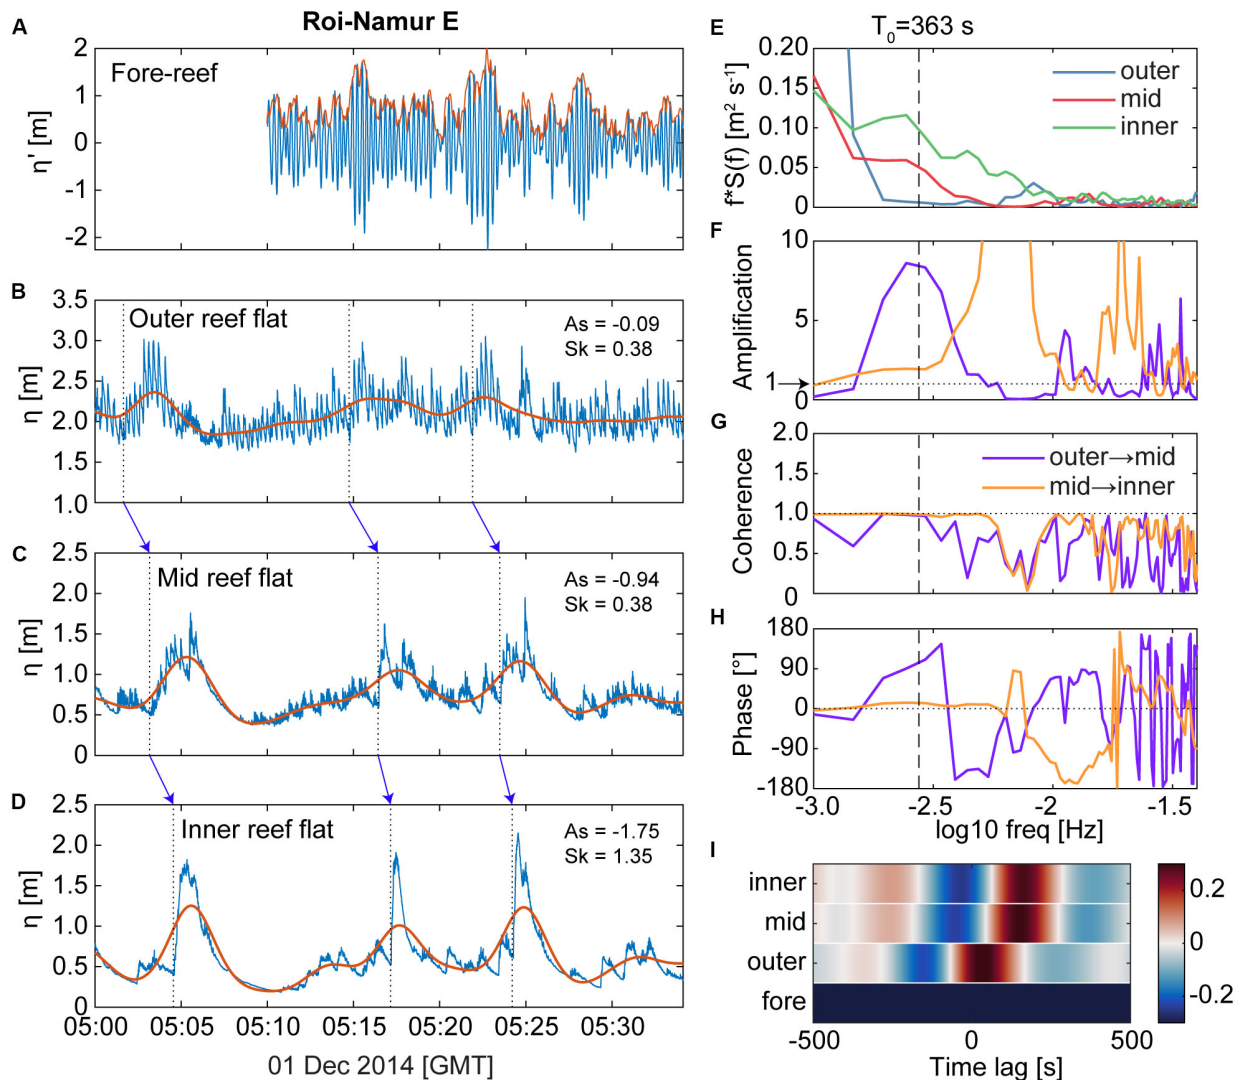 Roi-Namur E
A
Fore-reef
η' [m]
2
1
0
-1
-2
B
Outer reef flat
As = -0.09
Sk = 0.38
η [m]
3.5
3.0
2.5
2.0
1.5
1.0
C
Mid reef flat
As = -0.94
Sk = 0.38
η [m]
2.5
2.0
1.5
1.0
0.5
0
D
Inner reef flat
As = -1.75
Sk = 1.35
η [m]
2.5
2.0
1.5
1.0
0.5
0
05:00 05:05 05:10 05:15 05:20 05:25 05:30
01 Dec 2014 [GMT]
T0=363 s
E
outer
mid
inner
f*S(f) [m² s⁻¹]
0.20
0.15
0.10
0.05
0
F
Amplification
10
5
1→
0
G
outer→mid
mid→inner
Coherence
2.0
1.5
1.0
0.5
0
H
Phase [°]
180
90
0
-90
-180
-3.0 -2.5 -2 -1.5
log10 freq [Hz]
I
inner
mid
outer
fore
0.2
0
-0.2
-500 0 500
Time lag [s]